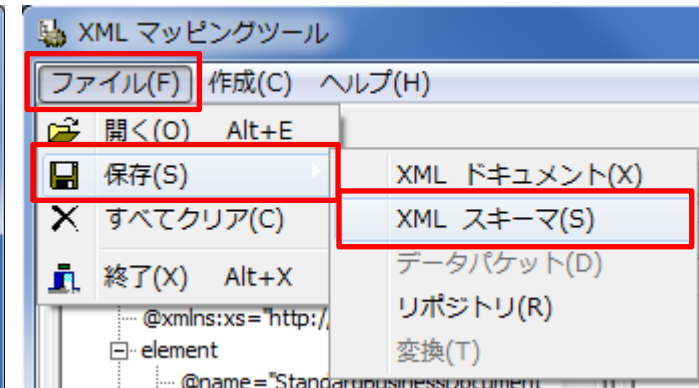 XML マッピングツール
ファイル(F) 作成(C) ヘルプ(H)
開く(O) Alt+E
保存(S)
すべてクリア(C)
終了(X) Alt+X
XML ドキュメント(X)
XML スキーマ(S)
データパケット(D)
リポジトリ(R)
変換(T)
@xmlns:xs="http:/
element
@name="StandardBusinessDocument"